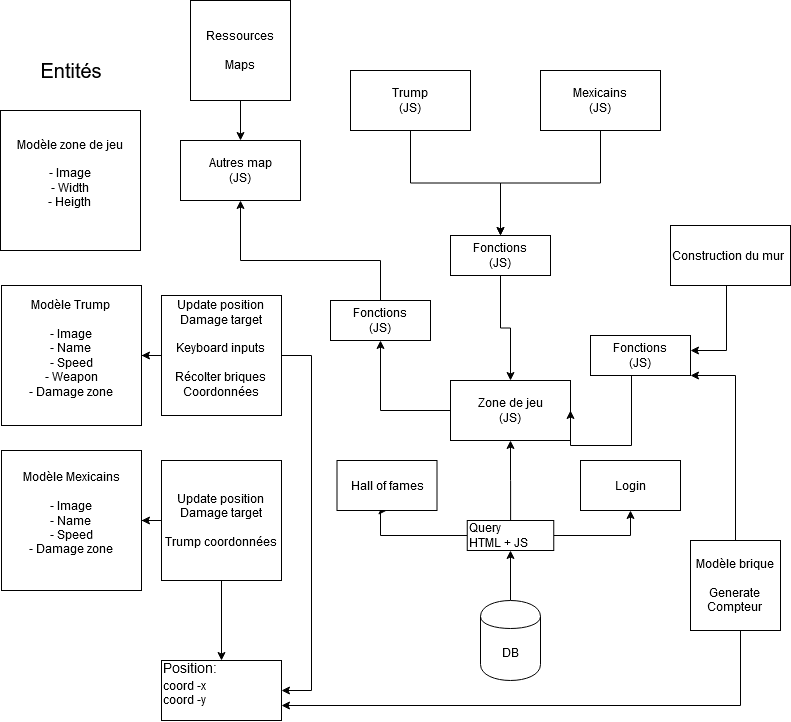 Ressources
Maps
Entités
Trump
(JS)
Mexicains
(JS)
Modèle zone de jeu
- Image
- Width
- Heigth
Autres map
(JS)
Fonctions
(JS)
Construction du mur
Modèle Trump
- Image
- Name
- Speed
- Weapon
- Damage zone
Update position
Damage target
Keyboard inputs
Récolter briques
Coordonnées
Fonctions
(JS)
Fonctions
(JS)
Zone de jeu
(JS)
Modèle Mexicains
- Image
- Name
- Speed
- Damage zone
Update position
Damage target
Trump coordonnées
Hall of fames
Login
Query
HTML + JS
Modèle brique
Generate
Compteur
DB
Position:
coord -x
coord -y